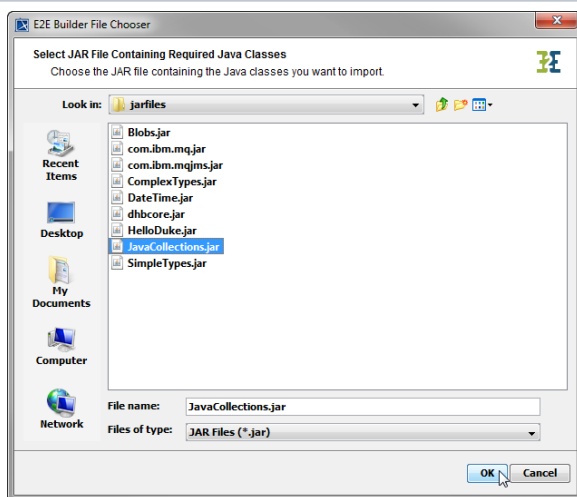 E2E Builder File Chooser
Select JAR File Containing Required Java Classes
Choose the JAR file containing the Java classes you want to import.
E2E
Look in: jarfiles
Recent
Items
Desktop
My
Documents
Computer
Network
Blobs.jar
com.ibm.mq.jar
com.ibm.mqjms.jar
ComplexTypes.jar
DateTime.jar
dhbcore.jar
HelloDuke.jar
JavaCollections.jar
SimpleTypes.jar
File name: JavaCollections.jar
Files of type: JAR Files (*.jar)
OK Cancel